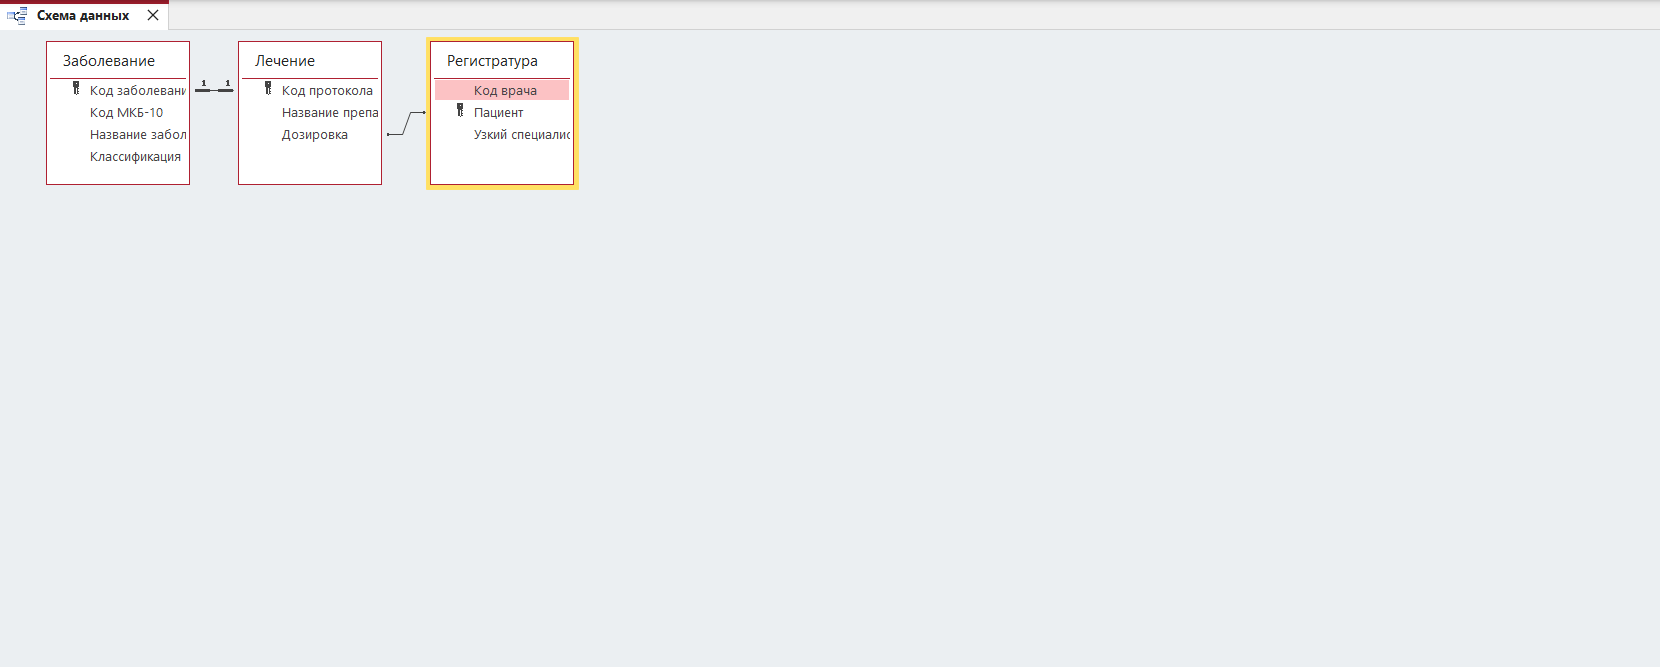 Схема данных
Заболевание
Код заболевани
Код МКБ-10
Название забол
Классификация
1 1
Лечение
Код протокола
Название препа
Дозировка
Регистратура
Код врача
Пациент
Узкий специалис